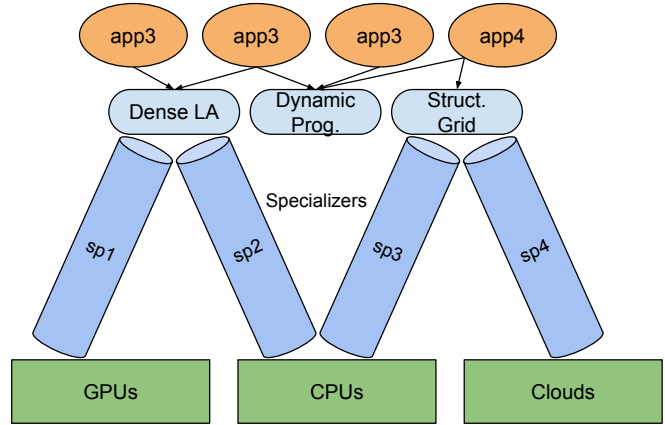 app3
app3
app3
app4
Dense LA
Dynamic
Prog.
Struct.
Grid
Specializers
sp1
sp2
sp3
sp4
GPUs
CPUs
Clouds